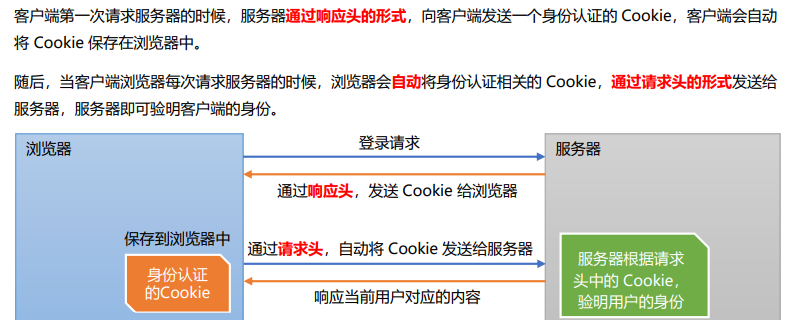 客户端第一次请求服务器的时候，服务器通过响应头的形式，向客户端发送一个身份认证的 Cookie，客户端会自动
将 Cookie 保存在浏览器中。
随后，当客户端浏览器每次请求服务器的时候，浏览器会自动将身份认证相关的 Cookie，通过请求头的形式发送给
服务器，服务器即可验明客户端的身份。
浏览器
登录请求
服务器
通过响应头，发送 Cookie 给浏览器
保存到浏览器中
通过请求头，自动将 Cookie 发送给服务器
身份认证
的Cookie
服务器根据请求
头中的 Cookie，
验明用户的身份
响应当前用户对应的内容